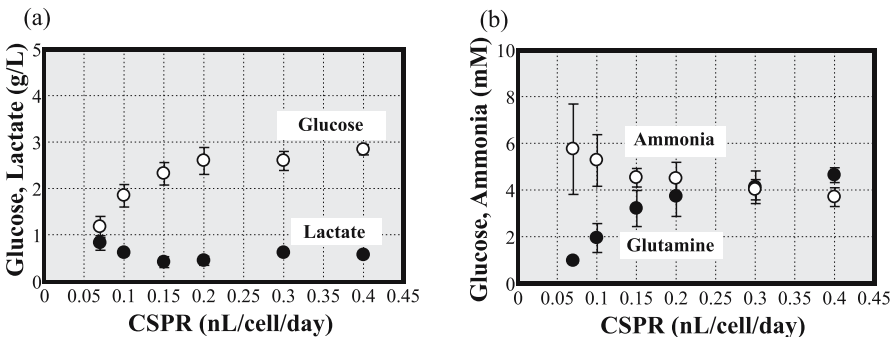 (a)
Glucose, Lactate (g/L)
5
4
3
2
1
0
Glucose
Lactate
0.05 0.1 0.15 0.2 0.25 0.3 0.35 0.4 0.45
CSPR (nL/cell/day)
(b)
Glucose, Ammonia (mM)
10
8
6
4
2
0
Ammonia
Glutamine
0.05 0.1 0.15 0.2 0.25 0.3 0.35 0.4 0.45
CSPR (nL/cell/day)